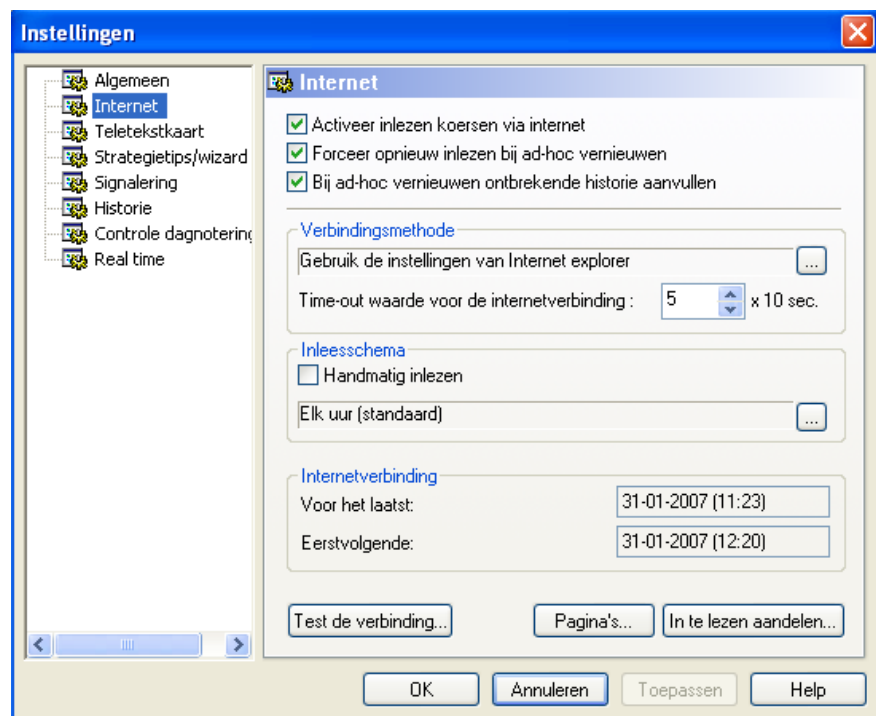 Instellingen
Algemeen
Internet
Teletekstkaart
Strategietips/wizard
Signalering
Historie
Controle dagnotering
Real time
Internet
Activeer inlezen koersen via internet
Forceer opnieuw inlezen bij ad-hoc vernieuwen
Bij ad-hoc vernieuwen ontbrekende historie aanvullen
Verbindingsmethode
Gebruik de instellingen van Internet explorer ...
Time-out waarde voor de internetverbinding : 5 x 10 sec.
Inleesschema
Handmatig inlezen
Elk uur (standaard) ...
Internetverbinding
Voor het laatst: 31-01-2007 (11:23)
Eerstvolgende: 31-01-2007 (12:20)
Test de verbinding... Pagina's... In te lezen aandelen...
OK Annuleren Toepassen Help